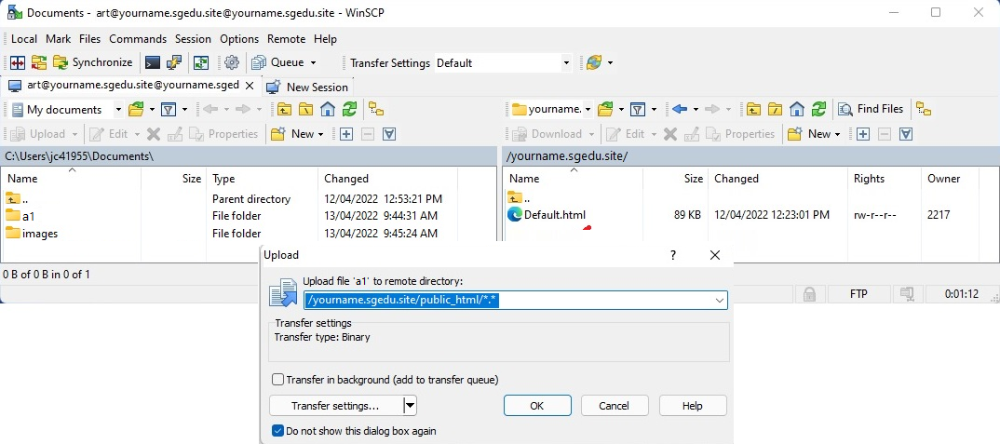 Documents - art@yourname.sgedu.site@yourname.sgedu.site - WinSCP
Local Mark Files Commands Session Options Remote Help
Synchronize Queue Transfer Settings Default
art@yourname.sgedu.site@yourname.sged New Session
My documents yourname. Find Files
Upload Edit Properties New Download Edit Properties New
C:\Users\jc41955\Documents\ /yourname.sgedu.site/
Name Size Type Changed Name Size Changed Rights Owner
.. Parent directory 12/04/2022 12:53:21 PM ..
a1 File folder 13/04/2022 9:44:31 AM Default.html 89 KB 12/04/2022 12:23:01 PM rw-r--r-- 2217
images File folder 13/04/2022 9:45:24 AM
Upload ?
0 B of 0 B in 0 of 1
Upload file 'a1' to remote directory:
/yourname.sgedu.site/public_html/*.*
FTP 0:01:12
Transfer settings
Transfer type: Binary
Transfer in background (add to transfer queue)
Transfer settings... OK Cancel Help
Do not show this dialog box again